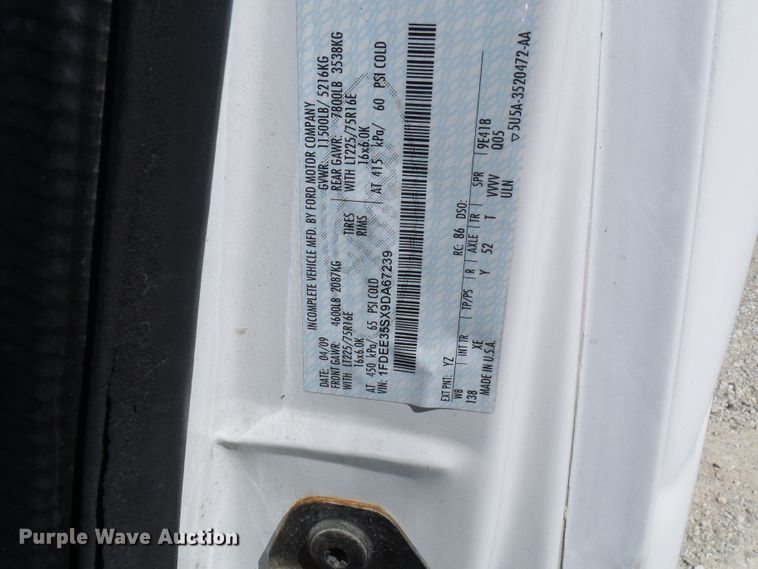 INCOMPLETE VEHICLE MFD. BY FORD MOTOR COMPANY
DATE: 04/09 GVWR: 11500LB/ 5216KG
FRONT GAWR: 4600LB 2087KG REAR GAWR: 7800LB 3538KG
WITH LT225/75R16E TIRES WITH LT225/75R16E
16x6.0K RIMS 16x6.0K
AT 450 kPa/ 65 PSI COLD AT 415 kPa/ 60 PSI COLD
VIN: 1FDEE35SX9DA67239
EXT PNT: YZ RC: 86 DSO:
WB INT TR TP/PS R AXLE TR SPR 9E418
138 XE Y 52 T VVVV Q05
MADE IN U.S.A. ULN
▽5U5A-3520472-AA
Purple Wave Auction